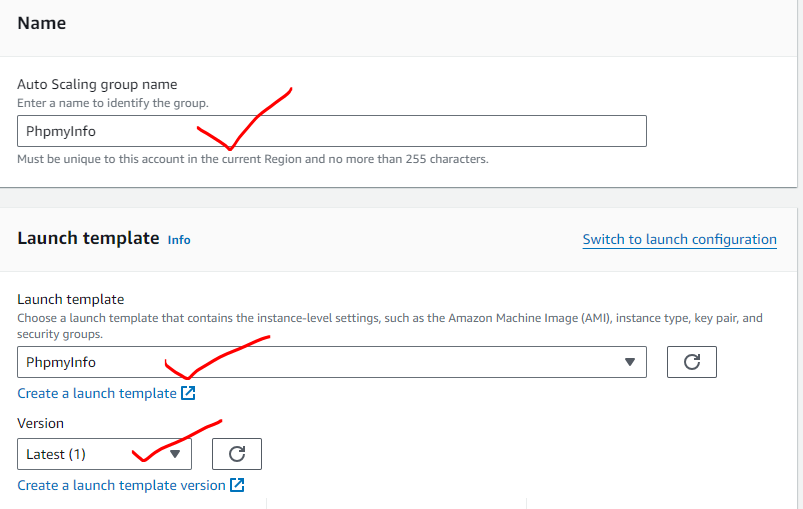 Name
Auto Scaling group name
Enter a name to identify the group.
PhpmyInfo
Must be unique to this account in the current Region and no more than 255 characters.
Launch template Info
Switch to launch configuration
Launch template
Choose a launch template that contains the instance-level settings, such as the Amazon Machine Image (AMI), instance type, key pair, and
security groups.
PhpmyInfo
Create a launch template
Version
Latest (1)
Create a launch template version